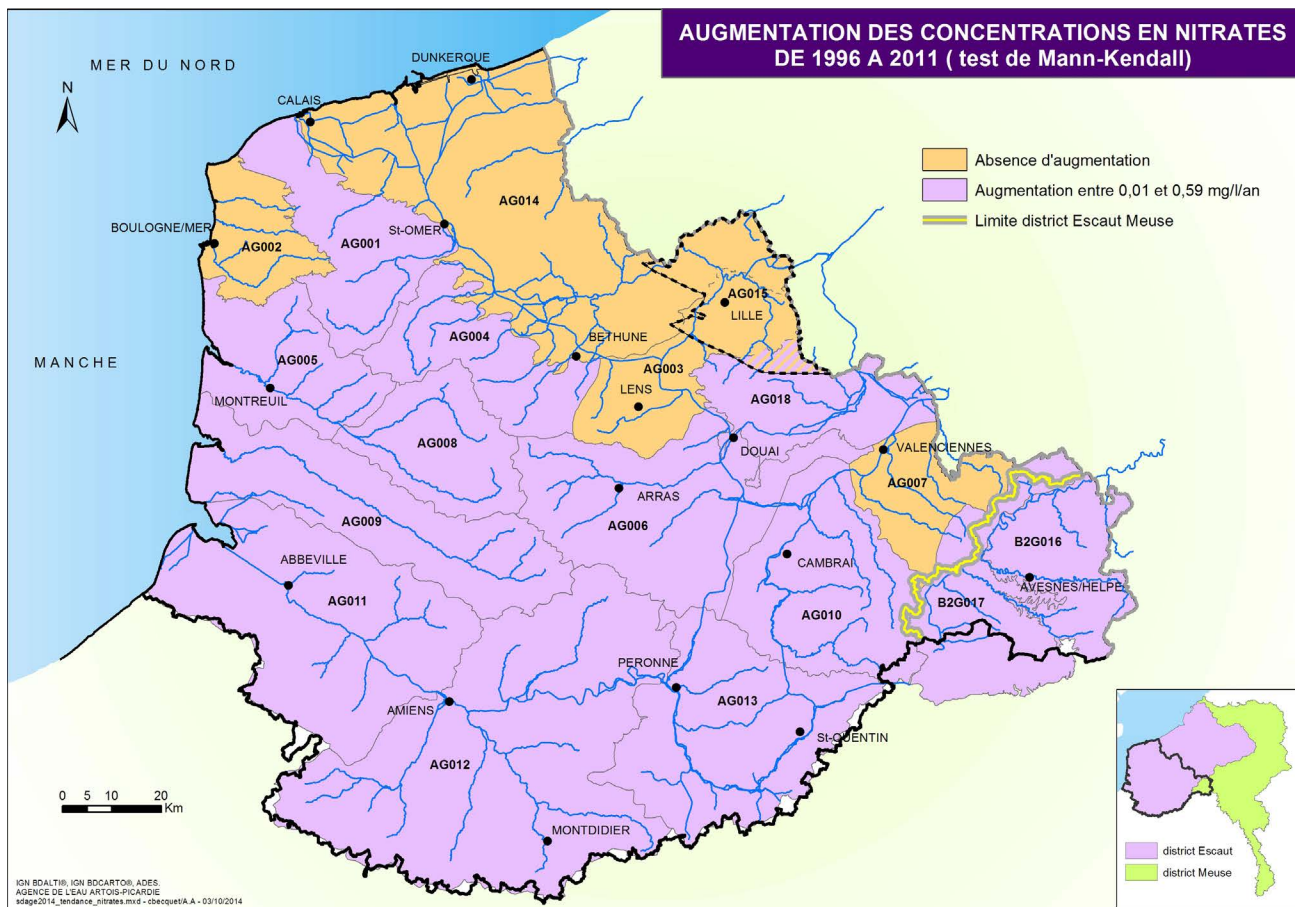 AUGMENTATION DES CONCENTRATIONS EN NITRATES
DE 1996 A 2011 ( test de Mann-Kendall)
MER DU NORD
DUNKERQUE
N
CALAIS
Absence d'augmentation
Augmentation entre 0,01 et 0,59 mg/l/an
Limite district Escaut Meuse
AG014
St-OMER
BOULOGNE/MER
AG002
AG001
AG015
LILLE
AG004
BETHUNE
MANCHE
AG005
AG003
MONTREUIL
LENS
AG018
AG008
DOUAI
VALENCIENNES
AG007
ARRAS
AG009
AG006
B2G016
ABBEVILLE
CAMBRAI
AVESNES/HELPE
AG011
B2G017
AG010
PERONNE
AG013
AMIENS
St-QUENTIN
AG012
0 5 10 20
Km
MONTDIDIER
district Escaut
district Meuse
IGN BDALTI®, IGN BDCARTO®, ADES.
AGENCE DE L'EAU ARTOIS-PICARDIE
sdage2014_tendance_nitrates.mxd - cbecquet/A.A - 03/10/2014